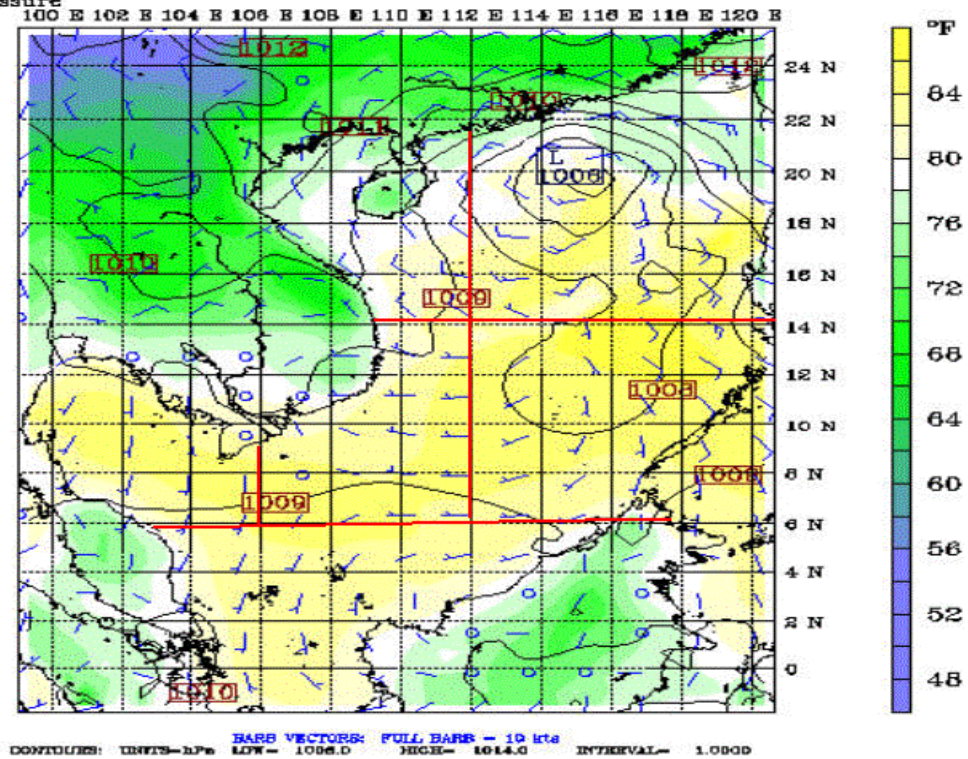 ssure
100 E 102 E 104 E 106 E 108 E 110 E 112 E 114 E 116 E 118 E 120 E
°F
1012
1012
24 N
84
1010
1011
22 N
L
1006
80
20 N
76
18 N
1010
16 N
1009
72
14 N
68
12 N
1008
64
10 N
1009
1008
8 N
60
6 N
56
4 N
52
2 N
0
48
1010
BARB VECTORS: FULL BARB = 10 kts
CONTOURS: UNITS=hPa LOW= 1006.0 HIGH= 1014.0 INTERVAL= 1.0000